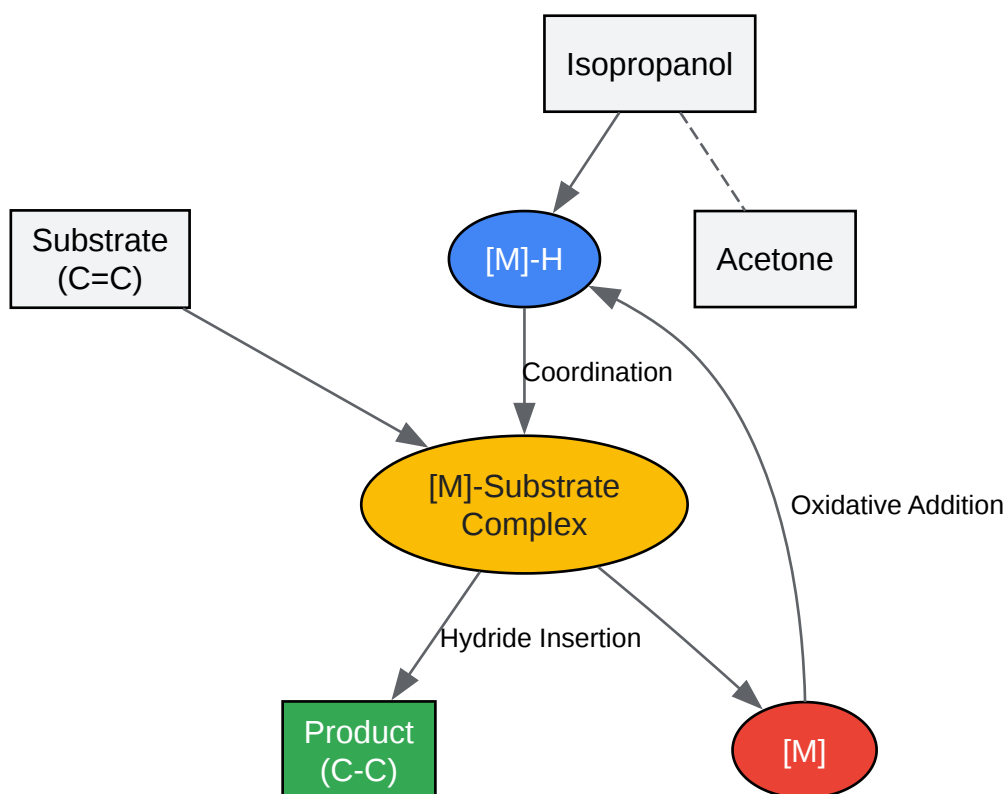 Isopropanol
Substrate
(C=C)
[M]-H
Acetone
Coordination
[M]-Substrate
Complex
Oxidative Addition
Hydride Insertion
Product
(C-C)
[M]